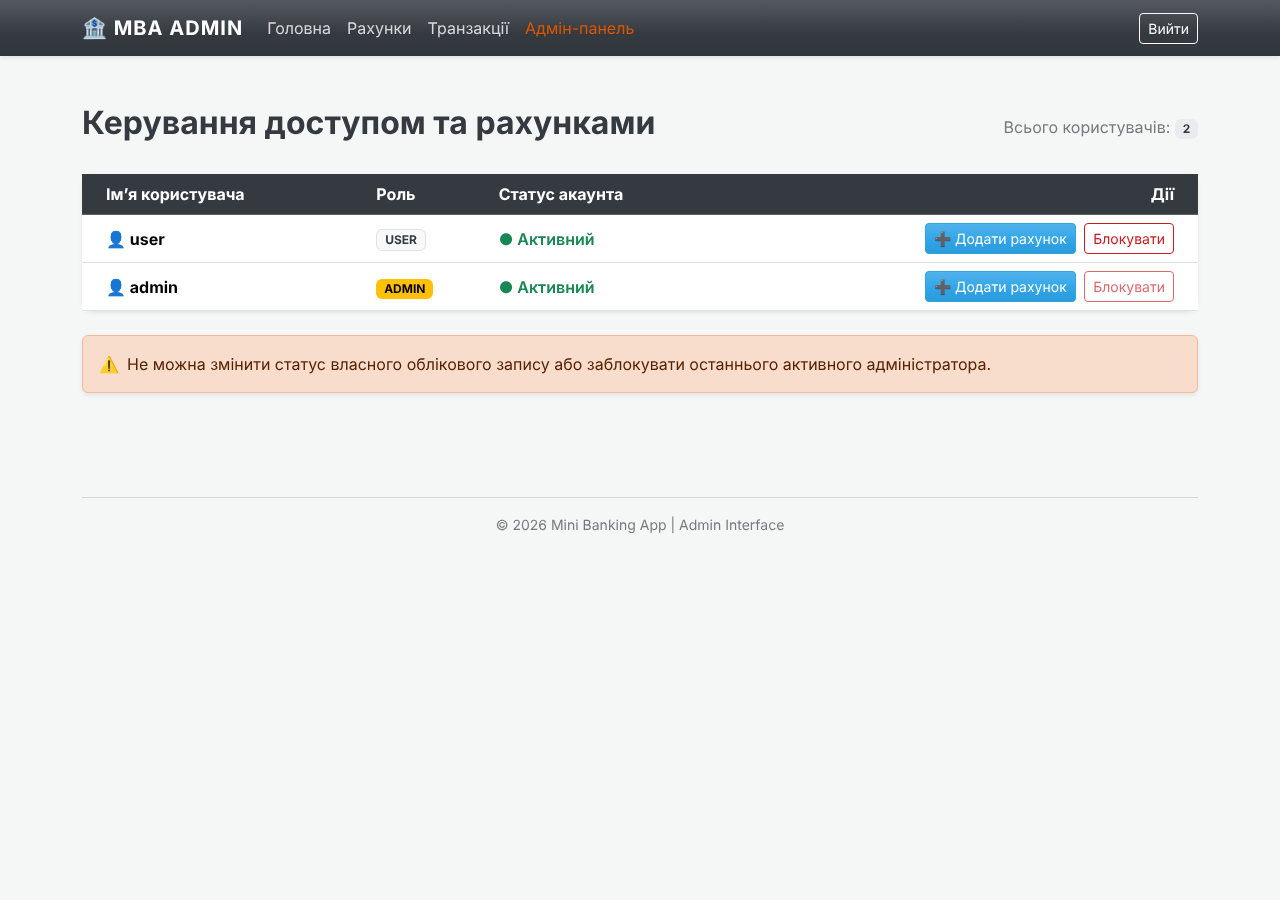 🏦 MBA ADMIN Головна Рахунки Транзакції Адмін-панель Вийти
Керування доступом та рахунками Всього користувачів: 2
Ім’я користувача Роль Статус акаунта Дії
👤 user USER ● Активний ➕ Додати рахунок Блокувати
👤 admin ADMIN ● Активний ➕ Додати рахунок Блокувати
⚠️ Не можна змінити статус власного облікового запису або заблокувати останнього активного адміністратора.
© 2026 Mini Banking App | Admin Interface